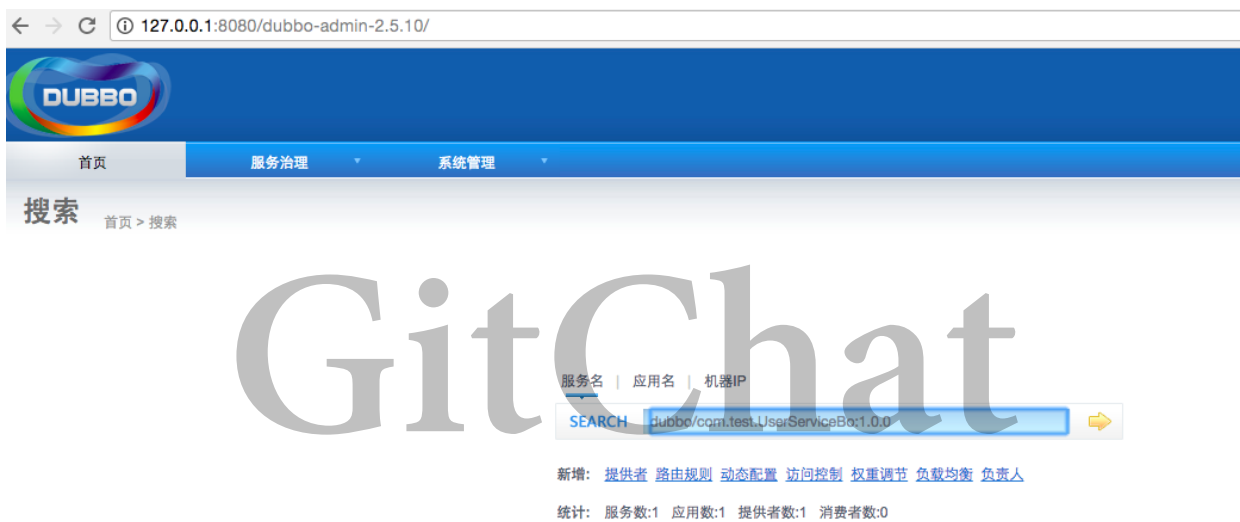 127.0.0.1:8080/dubbo-admin-2.5.10/
DUBBO
首页 服务治理 系统管理
搜索 首页 > 搜索
GitChat
服务名 | 应用名 | 机器IP
SEARCH dubbo/com.test.UserServiceBo:1.0.0
新增: 提供者 路由规则 动态配置 访问控制 权重调节 负载均衡 负责人
统计: 服务数:1 应用数:1 提供者数:1 消费者数:0